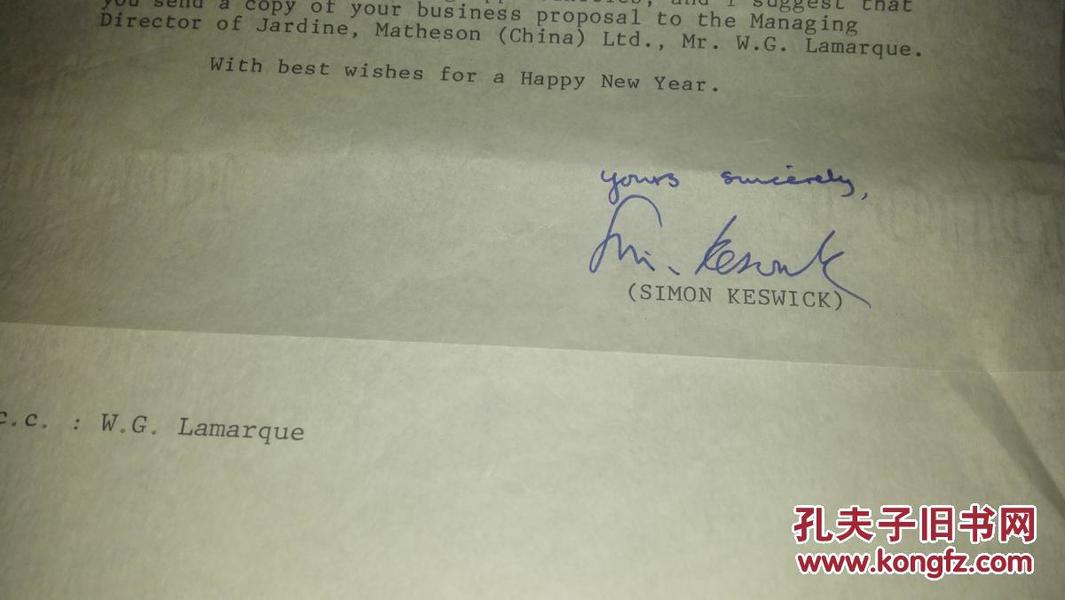 you send a copy of your business proposal to the Managing
Director of Jardine, Matheson (China) Ltd., Mr. W.G. Lamarque.
With best wishes for a Happy New Year.
yours sincerely,
Simon Keswick
(SIMON KESWICK)
c.c. : W.G. Lamarque
孔夫子旧书网
www.kongfz.com